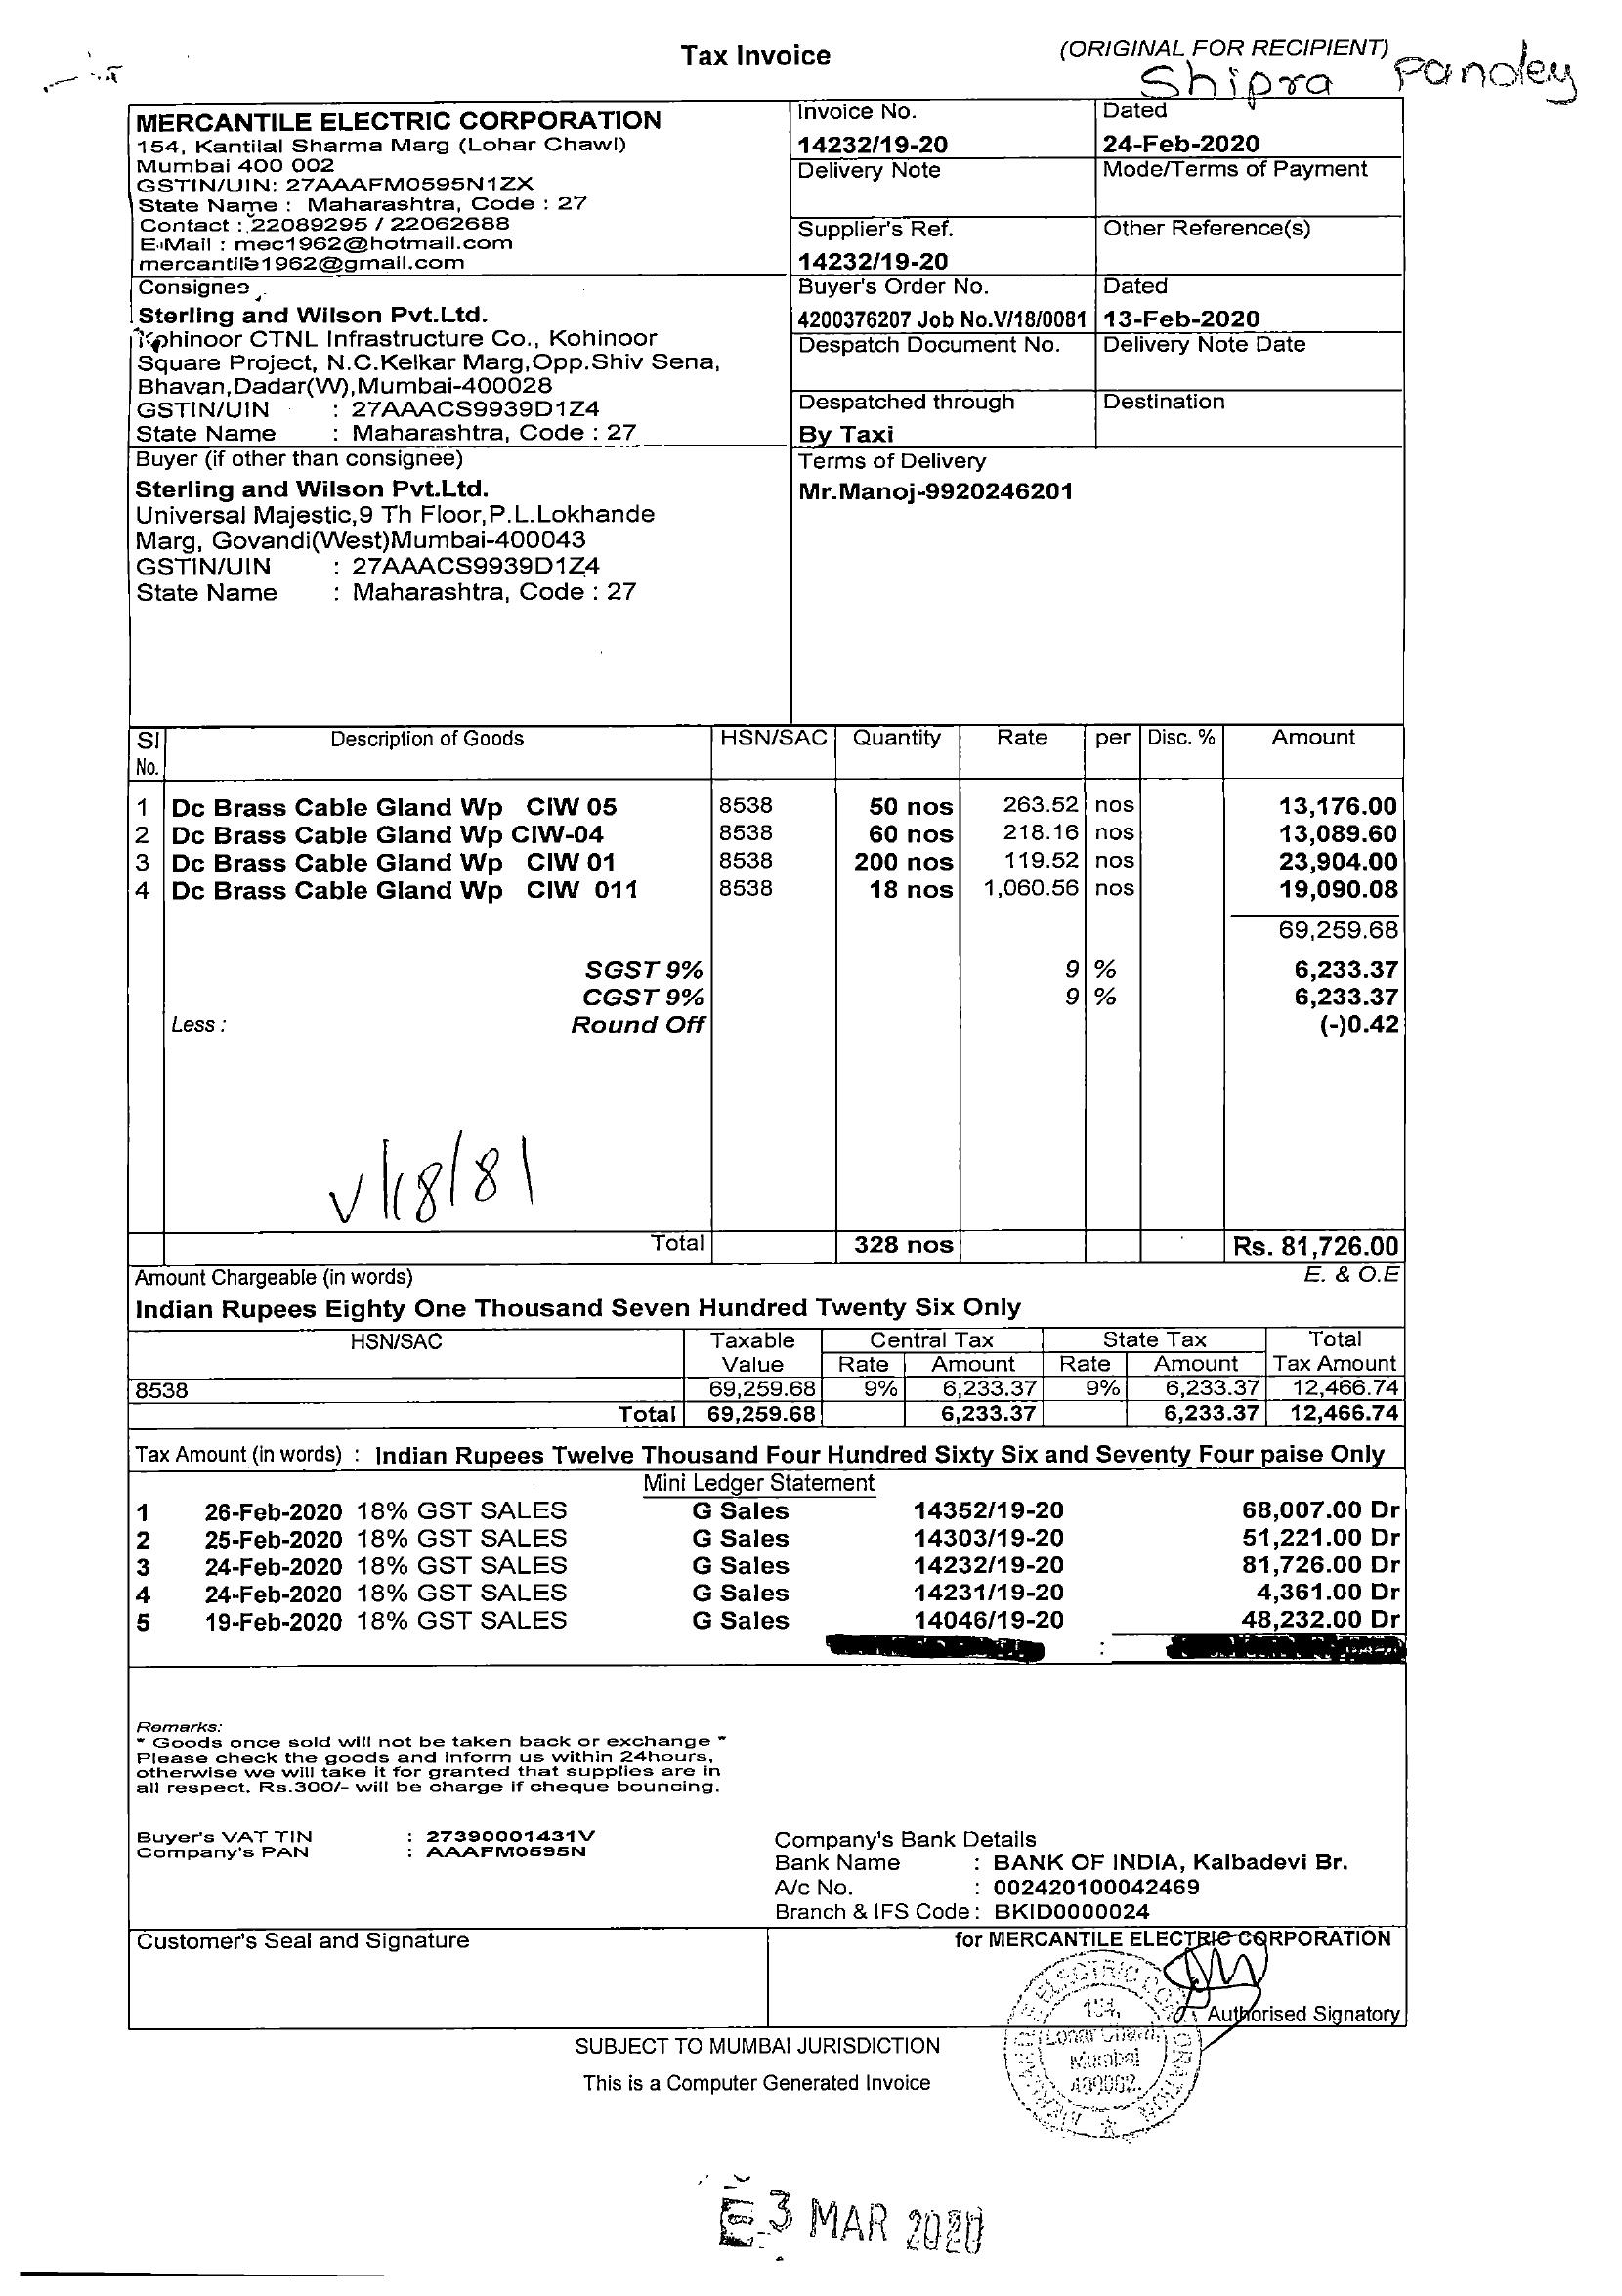 Tax Invoice
(ORIGINAL FOR RECIPIENT)
Shipra Pandey
MERCANTILE ELECTRIC CORPORATION
154, Kantilal Sharma Marg (Lohar Chawl)
Mumbai 400 002
GSTIN/UIN: 27AAAFM0595N1ZX
State Name : Maharashtra, Code : 27
Contact : 22089295 / 22062688
E-Mail : mec1962@hotmail.com
mercantile1962@gmail.com
Invoice No.
14232/19-20
Dated
24-Feb-2020
Delivery Note
Mode/Terms of Payment
Supplier's Ref.
14232/19-20
Other Reference(s)
Consignee
Sterling and Wilson Pvt.Ltd.
Kohinoor CTNL Infrastructure Co., Kohinoor
Square Project, N.C.Kelkar Marg,Opp.Shiv Sena,
Bhavan,Dadar(W),Mumbai-400028
GSTIN/UIN : 27AAACS9939D1Z4
State Name : Maharashtra, Code : 27
Buyer's Order No.
4200376207 Job No.V/18/0081
Dated
13-Feb-2020
Despatch Document No.
Delivery Note Date
Despatched through
By Taxi
Destination
Buyer (if other than consignee)
Sterling and Wilson Pvt.Ltd.
Universal Majestic,9 Th Floor,P.L.Lokhande
Marg, Govandi(West)Mumbai-400043
GSTIN/UIN : 27AAACS9939D1Z4
State Name : Maharashtra, Code : 27
Terms of Delivery
Mr.Manoj-9920246201
Sl No. Description of Goods HSN/SAC Quantity Rate per Disc. % Amount
1 Dc Brass Cable Gland Wp CIW 05 8538 50 nos 263.52 nos 13,176.00
2 Dc Brass Cable Gland Wp CIW-04 8538 60 nos 218.16 nos 13,089.60
3 Dc Brass Cable Gland Wp CIW 01 8538 200 nos 119.52 nos 23,904.00
4 Dc Brass Cable Gland Wp CIW 011 8538 18 nos 1,060.56 nos 19,090.08
69,259.68
SGST 9% 9 % 6,233.37
CGST 9% 9 % 6,233.37
Less : Round Off (-)0.42
V/18/81
Total 328 nos Rs. 81,726.00
Amount Chargeable (in words) E. & O.E
Indian Rupees Eighty One Thousand Seven Hundred Twenty Six Only
HSN/SAC Taxable Central Tax State Tax Total
Value Rate Amount Rate Amount Tax Amount
8538 69,259.68 9% 6,233.37 9% 6,233.37 12,466.74
Total 69,259.68 6,233.37 6,233.37 12,466.74
Tax Amount (in words) : Indian Rupees Twelve Thousand Four Hundred Sixty Six and Seventy Four paise Only
Mini Ledger Statement
1 26-Feb-2020 18% GST SALES G Sales 14352/19-20 68,007.00 Dr
2 25-Feb-2020 18% GST SALES G Sales 14303/19-20 51,221.00 Dr
3 24-Feb-2020 18% GST SALES G Sales 14232/19-20 81,726.00 Dr
4 24-Feb-2020 18% GST SALES G Sales 14231/19-20 4,361.00 Dr
5 19-Feb-2020 18% GST SALES G Sales 14046/19-20 48,232.00 Dr
:
Remarks:
" Goods once sold will not be taken back or exchange "
Please check the goods and inform us within 24hours,
otherwise we will take it for granted that supplies are in
all respect. Rs.300/- will be charge if cheque bouncing.
Buyer's VAT TIN : 27390001431V
Company's PAN : AAAFM0595N
Company's Bank Details
Bank Name : BANK OF INDIA, Kalbadevi Br.
A/c No. : 002420100042469
Branch & IFS Code : BKID0000024
Customer's Seal and Signature
for MERCANTILE ELECTRIC CORPORATION
Authorised Signatory
MERCANTILE ELECTRIC CORPORATION
154,
Lohar Chawl,
Mumbai
400002.
SUBJECT TO MUMBAI JURISDICTION
This is a Computer Generated Invoice
3 MAR 2020